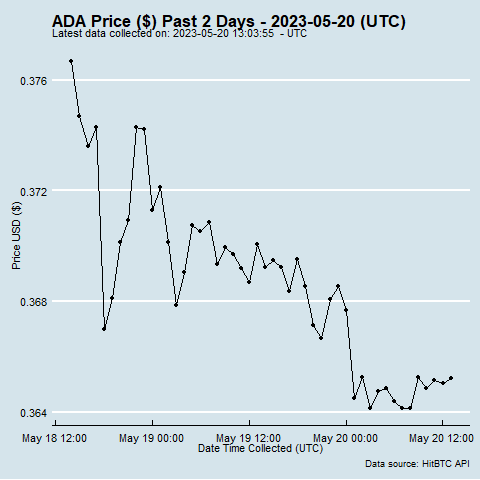 ADA Price ($) Past 2 Days - 2023-05-20 (UTC)
Latest data collected on: 2023-05-20 13:03:55 - UTC
0.376
0.372
Price USD ($)
0.368
0.364
May 18 12:00 May 19 00:00 May 19 12:00 May 20 00:00 May 20 12:00
Date Time Collected (UTC)
Data source: HitBTC API